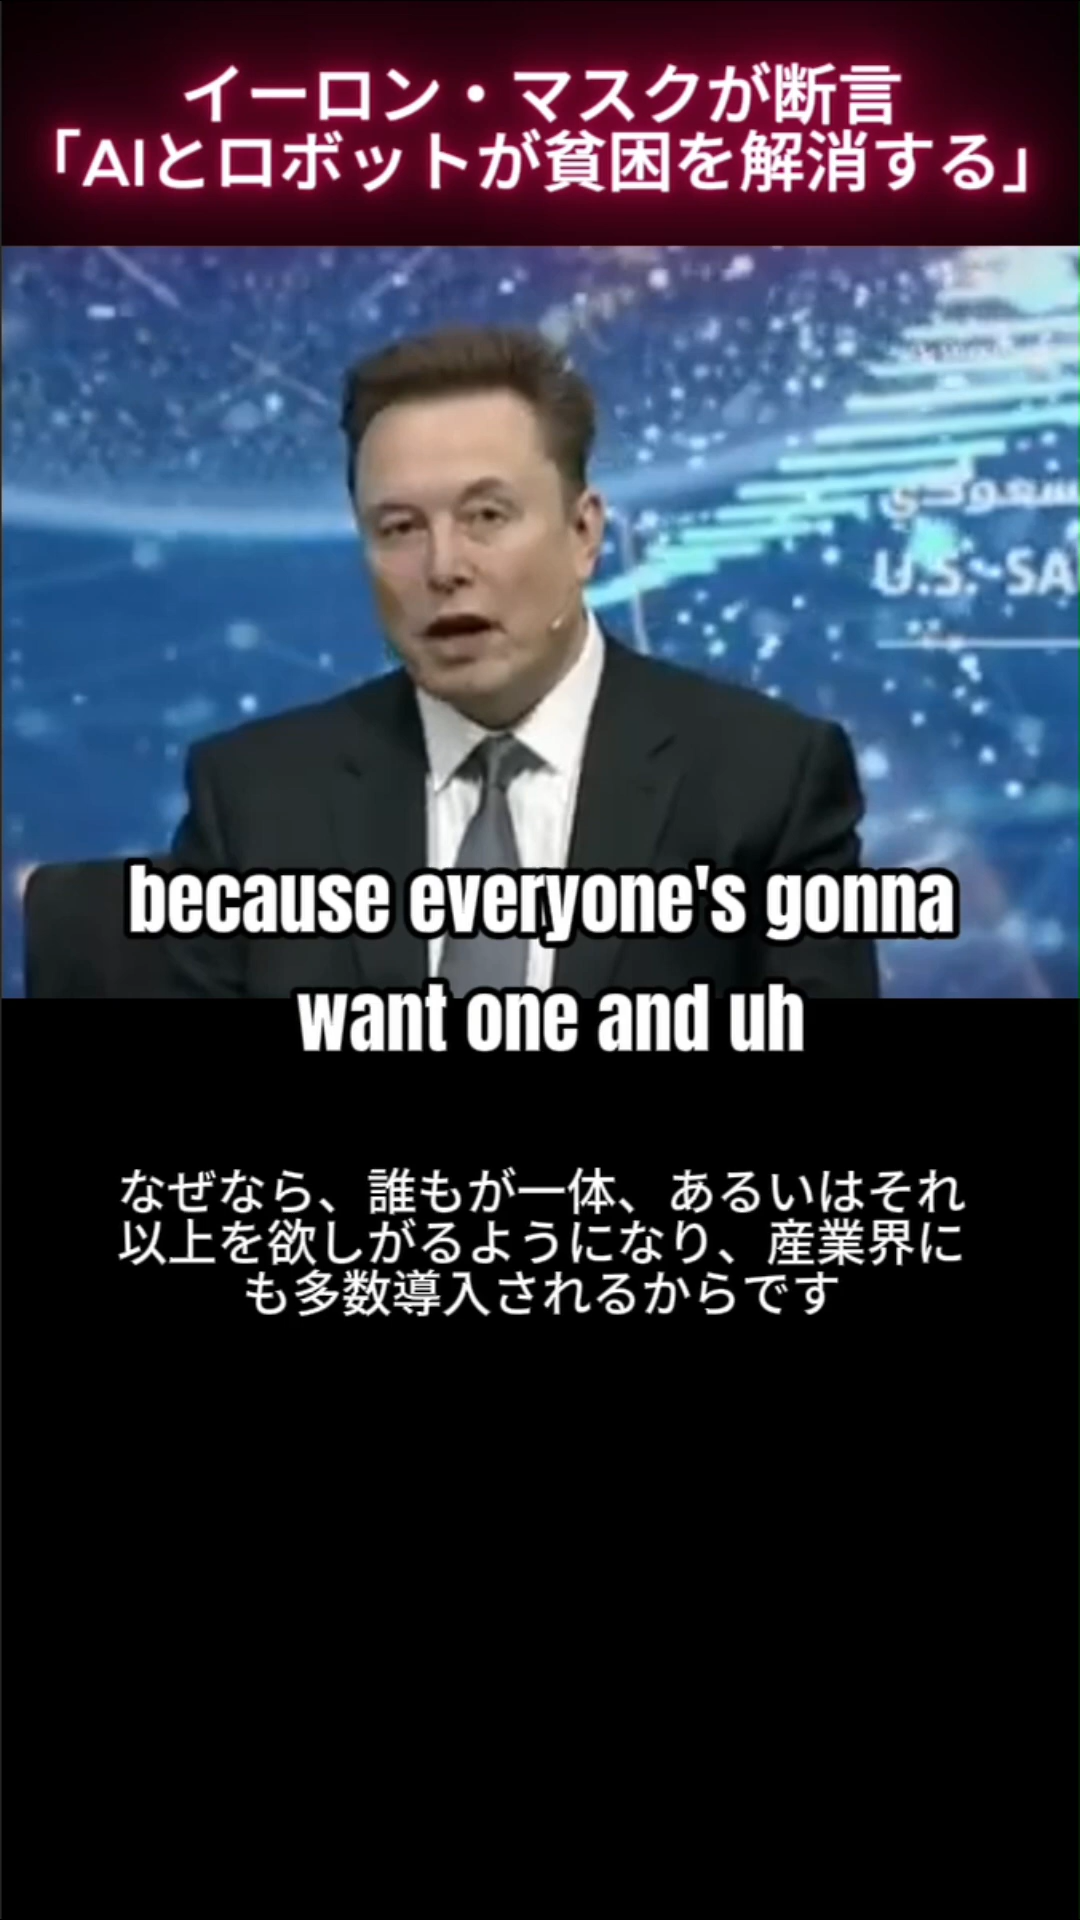 イーロン・マスクが断言
「AIとロボットが貧困を解消する」
سعودي
U.S.-SA
because everyone's gonna
want one and uh
なぜなら、誰もが一体、あるいはそれ
以上を欲しがるようになり、産業界に
も多数導入されるからです